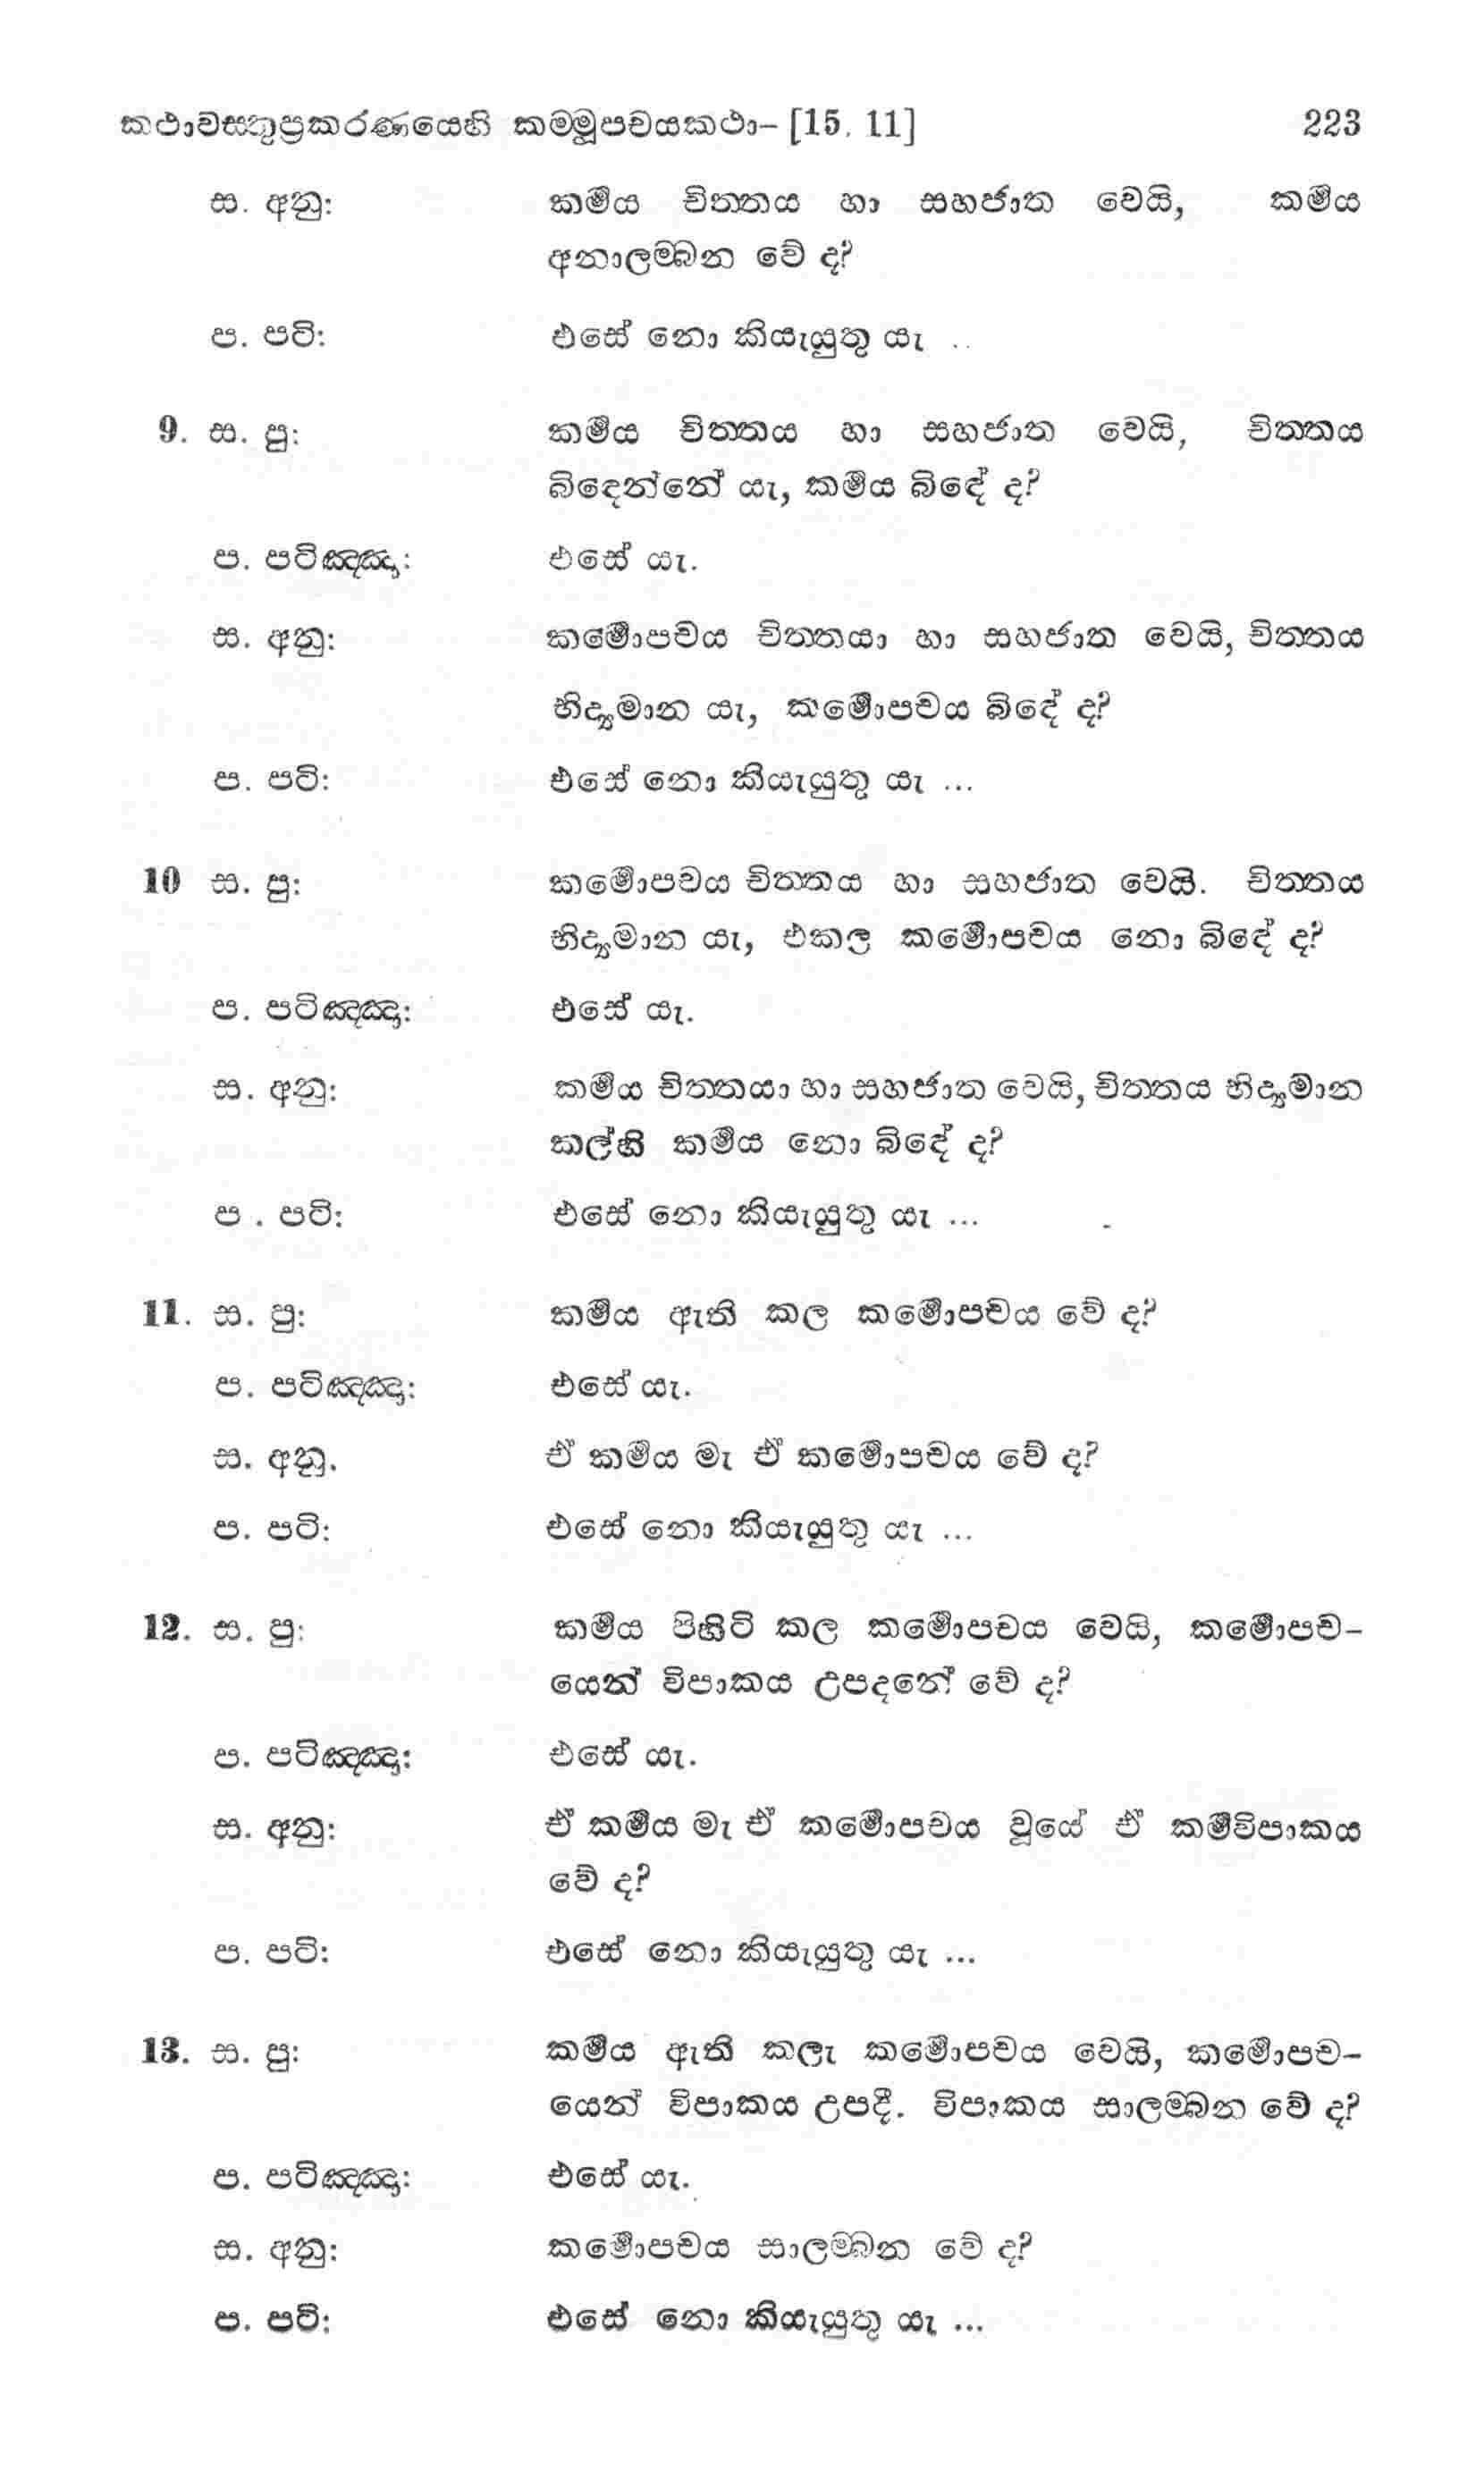 කථාවස්තුප්‍රකරණයෙහි කම්මූපචයකථා– [15. 11] 223
ස. අනු: කර්මය චිත්තය හා සහජාත වෙයි, කර්මය
අනාලම්බන වේ ද?
ප. පටි: එසේ නො කියැයුතු යැ ..
9. ස. පු: කර්මය චිත්තය හා සහජාත වෙයි, චිත්තය
බිඳෙන්නේ යැ, කර්මය බිඳේ ද?
ප. පටිඤ්ඤා: එසේ යැ.
ස. අනු: කර්මොපචය චිත්තයා හා සහජාත වෙයි, චිත්තය
භිද්‍යමාන යැ, කර්මොපචය බිඳේ ද?
ප. පටි: එසේ නො කියැයුතු යැ ...
10 ස. පු: කර්මොපචය චිත්තය හා සහජාත වෙයි. චිත්තය
භිද්‍යමාන යැ, එකල කර්මොපචය නො බිඳේ ද?
ප. පටිඤ්ඤා: එසේ යැ.
ස. අනු: කර්මය චිත්තයා හා සහජාත වෙයි, චිත්තය භිද්‍යමාන
කල්හි කර්මය නො බිඳේ ද?
ප . පටි: එසේ නො කියැයුතු යැ ...
11. ස. පු: කර්මය ඇති කල කර්මොපචය වේ ද?
ප. පටිඤ්ඤා: එසේ යැ.
ස. අනු. ඒ කර්මය මැ ඒ කර්මොපචය වේ ද?
ප. පටි: එසේ නො කියැයුතු යැ ...
12. ස. පු: කර්මය පිහිටි කල කර්මොපචය වෙයි, කර්මොපච–
යෙන් විපාකය උපදනේ වේ ද?
ප. පටිඤ්ඤා: එසේ යැ.
ස. අනු: ඒ කර්මය මැ ඒ කර්මොපචය වූයේ ඒ කර්මවිපාකය
වේ ද?
ප. පටි: එසේ නො කියැයුතු යැ ...
13. ස. පු: කර්මය ඇති කලැ කර්මොපචය වෙයි, කර්මොපච–
යෙන් විපාකය උපදී. විපාකය සාලම්බන වේ ද?
ප. පටිඤ්ඤා: එසේ යැ.
ස. අනු: කර්මොපචය සාලම්බන වේ ද?
ප. පටි: එසේ නො කියැයුතු යැ ...